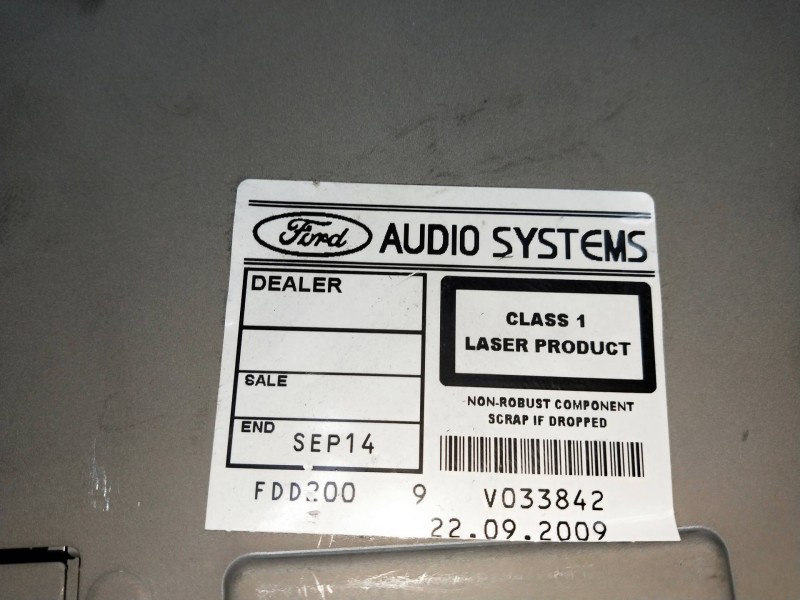 Ford AUDIO SYSTEMS
DEALER
CLASS 1
LASER PRODUCT
SALE
NON-ROBUST COMPONENT
SCRAP IF DROPPED
END SEP14
FDD200 9 V033842
22.09.2009